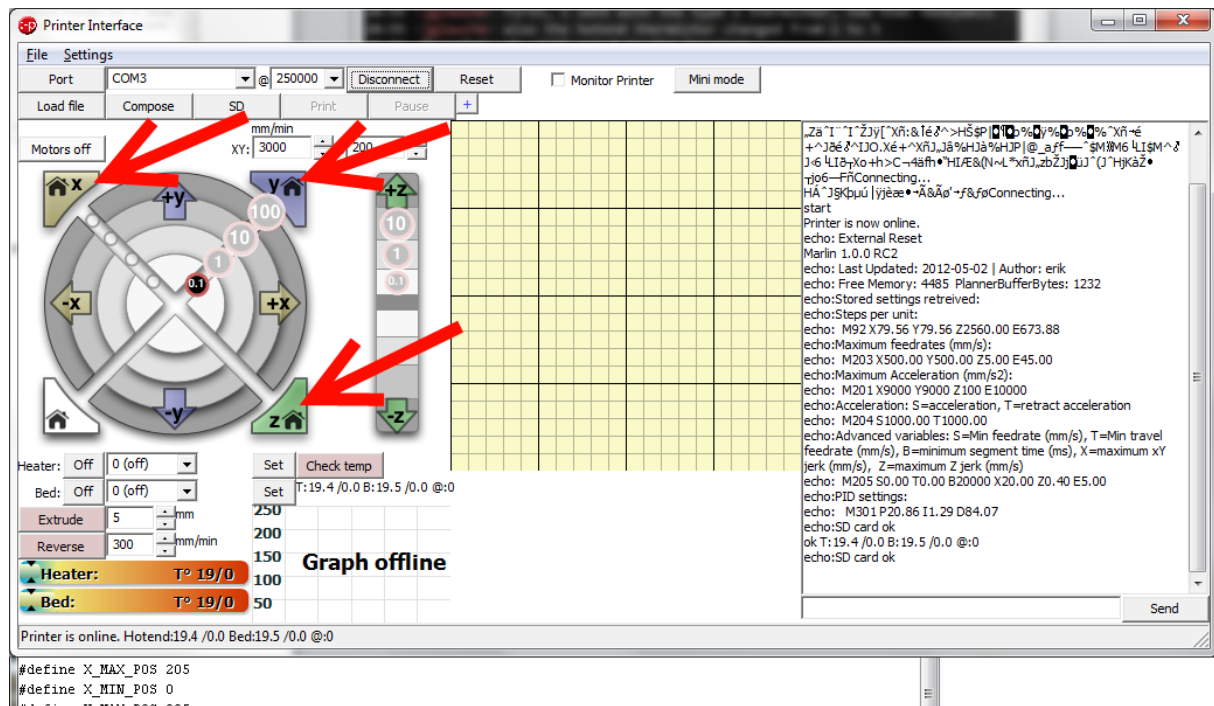 Printer Interface
File Settings
Port COM3 @ 250000 Disconnect Reset Monitor Printer Mini mode
Load file Compose SD Print Pause +
Motors off
mm/min
XY: 3000 200
x
+y
y
+z
100
10
1
0.1
10
1
0.1
-x
+x
-y
z
-z
Heater: Off 0 (off) Set Check temp
Bed: Off 0 (off) Set T:19.4 /0.0 B:19.5 /0.0 @:0
Extrude 5 mm
Reverse 300 mm/min
Heater: T° 19/0
Bed: T° 19/0
250
200
150
100
50
Graph offline
Connecting...
Connecting...
start
Printer is now online.
echo: External Reset
Marlin 1.0.0 RC2
echo: Last Updated: 2012-05-02 | Author: erik
echo: Free Memory: 4485 PlannerBufferBytes: 1232
echo:Stored settings retreived:
echo:Steps per unit:
echo: M92 X79.56 Y79.56 Z2560.00 E673.88
echo:Maximum feedrates (mm/s):
echo: M203 X500.00 Y500.00 Z5.00 E45.00
echo:Maximum Acceleration (mm/s2):
echo: M201 X9000 Y9000 Z100 E10000
echo:Acceleration: S=acceleration, T=retract acceleration
echo: M204 S1000.00 T1000.00
echo:Advanced variables: S=Min feedrate (mm/s), T=Min travel
feedrate (mm/s), B=minimum segment time (ms), X=maximum xY
jerk (mm/s), Z=maximum Z jerk (mm/s)
echo: M205 S0.00 T0.00 B20000 X20.00 Z0.40 E5.00
echo:PID settings:
echo: M301 P20.86 I1.29 D84.07
echo:SD card ok
ok T:19.4 /0.0 B:19.5 /0.0 @:0
echo:SD card ok
Send
Printer is online. Hotend:19.4 /0.0 Bed:19.5 /0.0 @:0
#define X_MAX_POS 205
#define X_MIN_POS 0